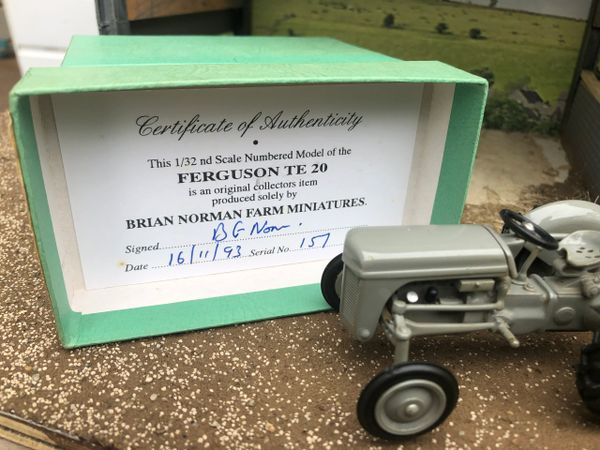 Certificate of Authenticity
This 1/32 nd Scale Numbered Model of the
FERGUSON TE 20
is an original collectors item
produced solely by
BRIAN NORMAN FARM MINIATURES.
Signed B G Norman
Date 16/11/93 Serial No. 157